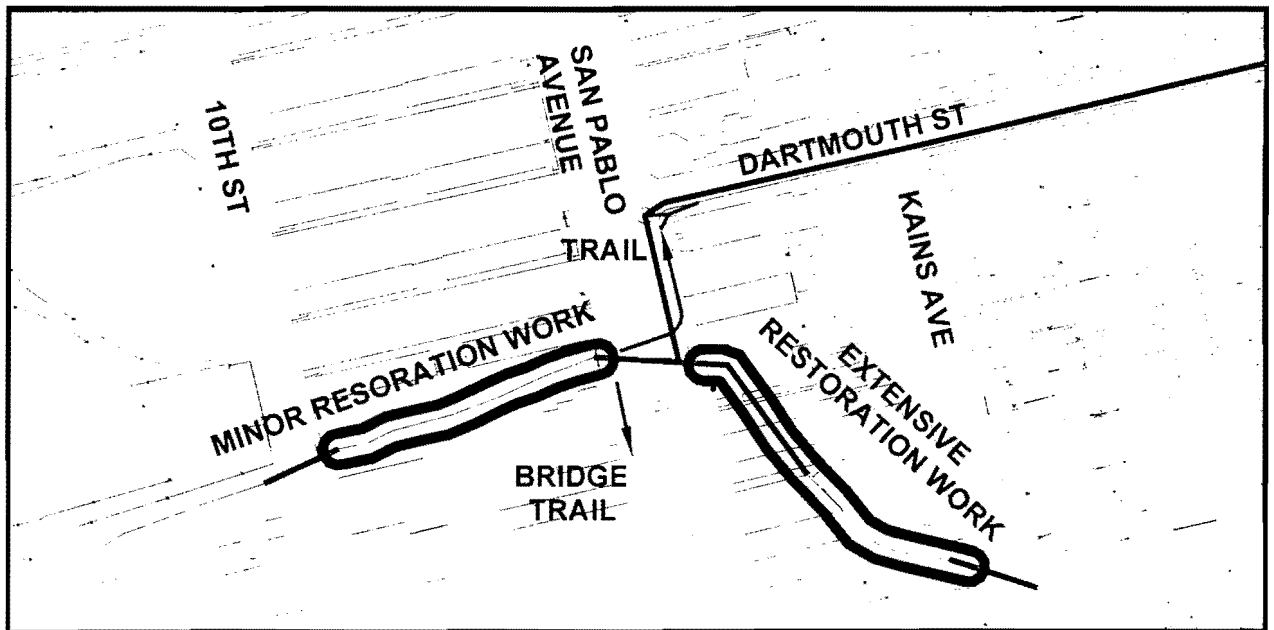 SAN PABLO
AVENUE
10TH ST
DARTMOUTH ST
TRAIL
KAINS AVE
MINOR RESORATION WORK
EXTENSIVE
RESTORATION WORK
BRIDGE
TRAIL